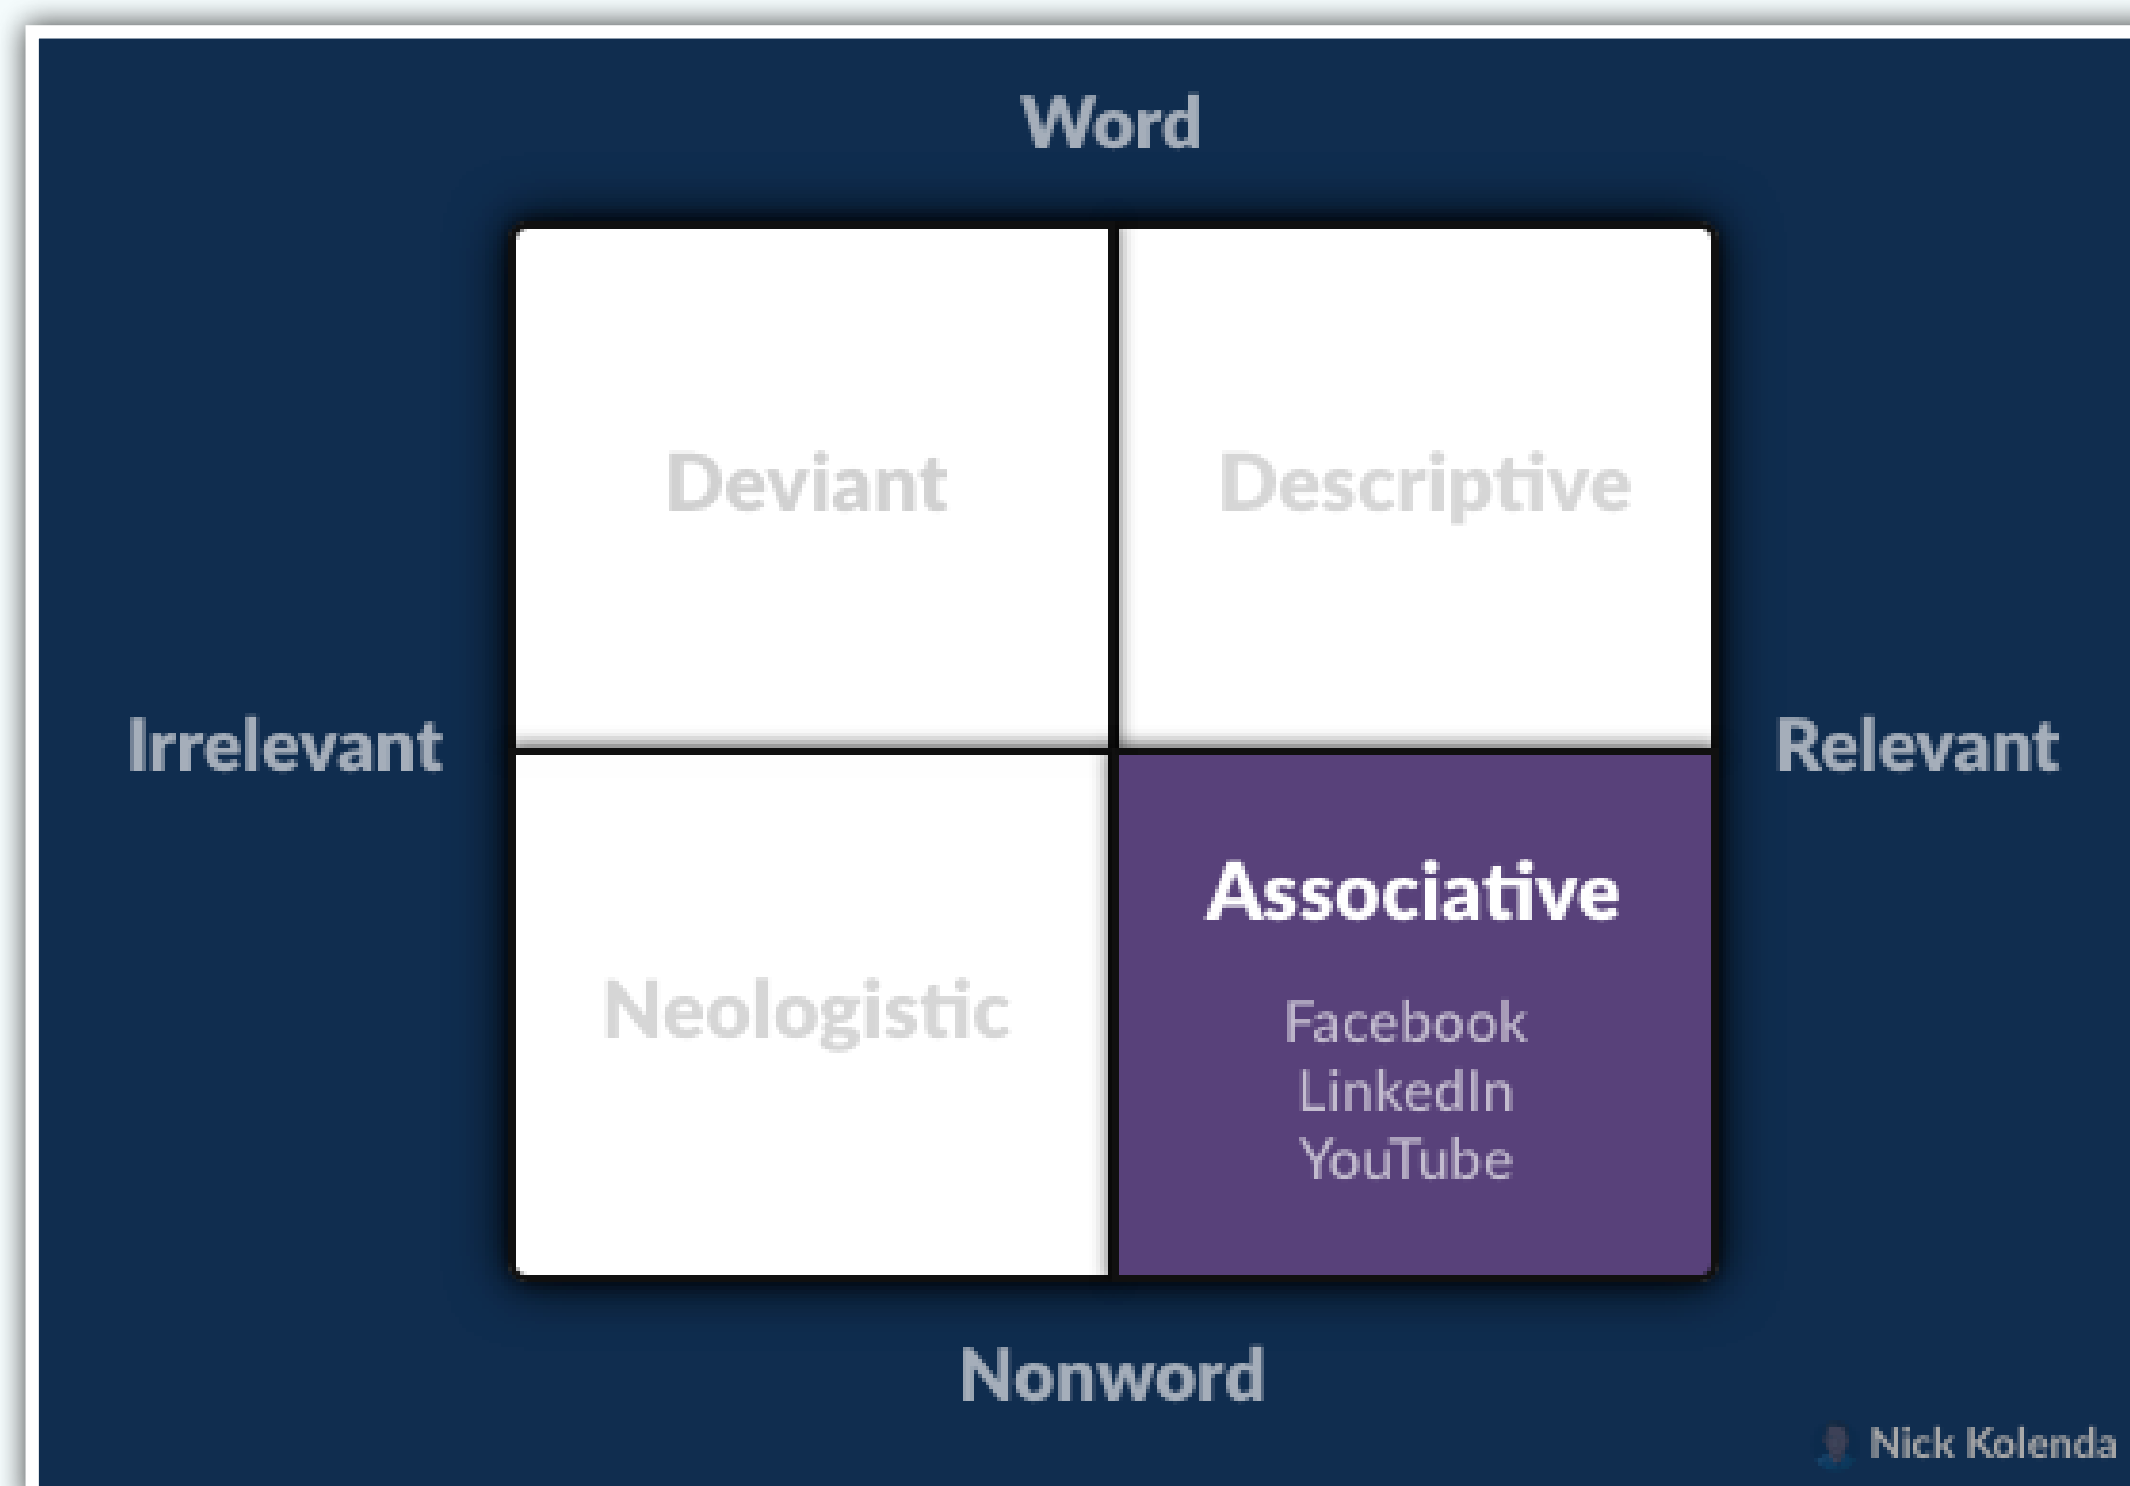 Word
Deviant
Descriptive
Irrelevant
Relevant
Associative
Neologistic
Facebook
LinkedIn
YouTube
Nonword
Nick Kolenda